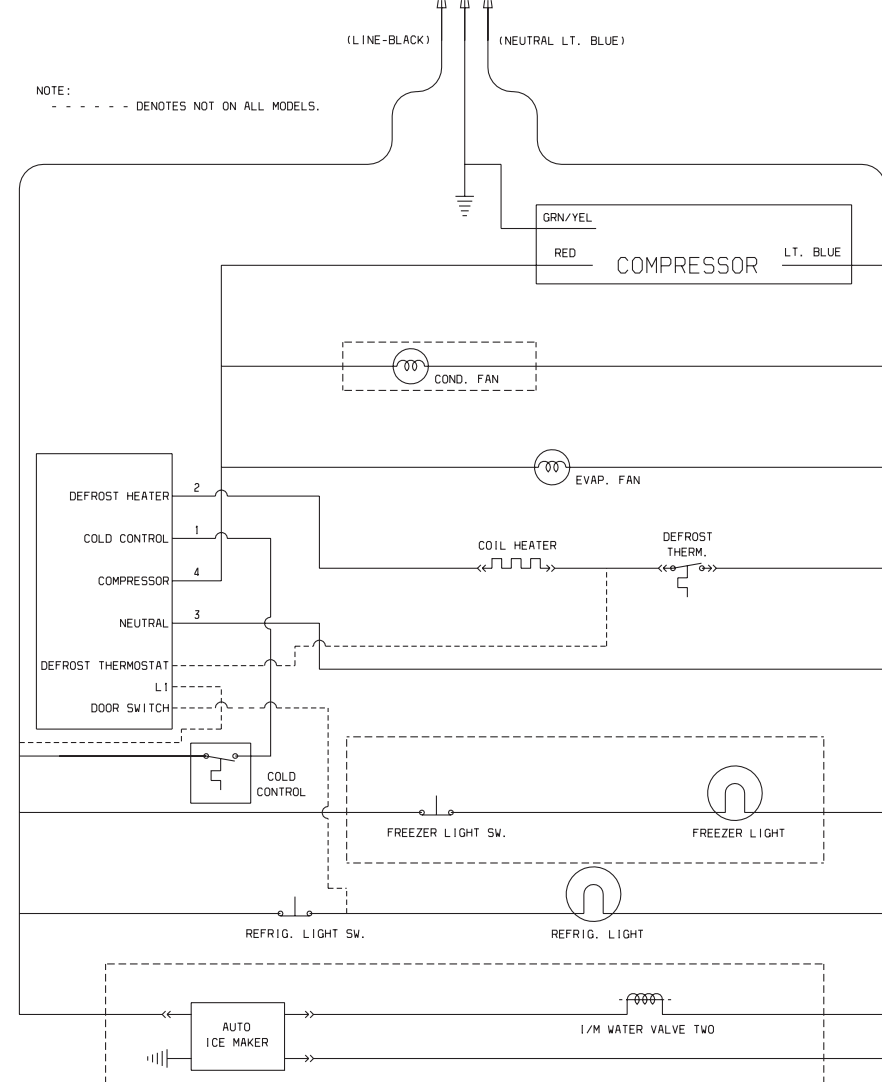 (LINE-BLACK)
(NEUTRAL LT. BLUE)
NOTE:
- - - - - - DENOTES NOT ON ALL MODELS.
GRN/YEL
RED
COMPRESSOR
LT. BLUE
COND. FAN
EVAP. FAN
DEFROST HEATER
2
COLD CONTROL
1
COMPRESSOR
4
NEUTRAL
3
DEFROST THERMOSTAT
L1
DOOR SWITCH
COIL HEATER
DEFROST
THERM.
COLD
CONTROL
FREEZER LIGHT SW.
FREEZER LIGHT
REFRIG. LIGHT SW.
REFRIG. LIGHT
AUTO
ICE MAKER
I/M WATER VALVE TWO